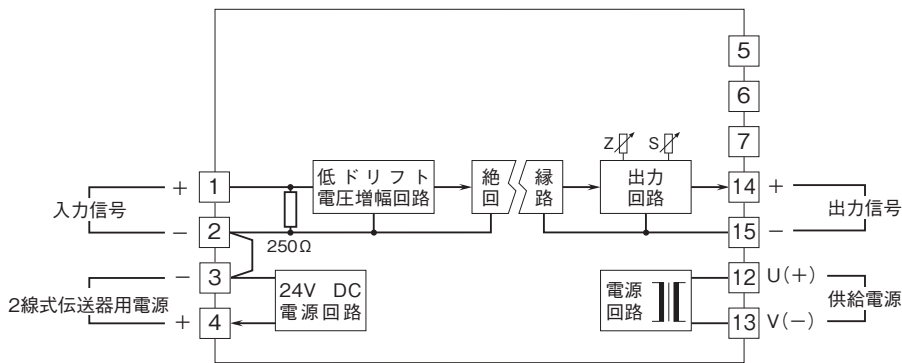 5
6
7
Z S
低ドリフト
電圧増幅回路
絶
回
縁
路
出力
回路
入力信号
+ 1
− 2
250Ω
14 +
15 −
出力信号
2線式伝送器用電源
− 3
+ 4
24V DC
電源回路
電源
回路
12 U(+)
13 V(−)
供給電源